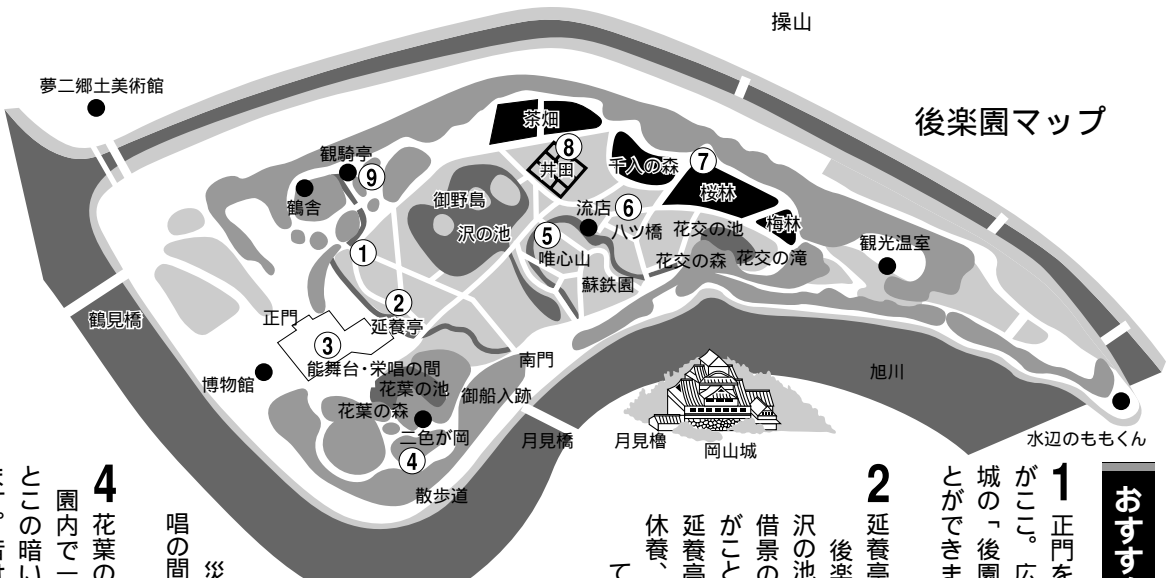 操山
夢二郷土美術館
後楽園マップ
茶畑
⑧
井田
千入の森
⑦
桜林
梅林
観騎亭
⑨
鶴舎
御野島
沢の池
流店
⑥
八ツ橋
花交の池
⑤
唯心山
花交の森
花交の滝
観光温室
蘇鉄園
①
②
延養亭
鶴見橋
正門
③
能舞台・栄唱の間
博物館
花葉の池
花葉の森
二色が岡
④
御船入跡
南門
散歩道
月見橋
月見櫓
岡山城
旭川
水辺のももくん
おすす
1 正門を
がここ。広
城の「後園
とができま
2 延養亭
後楽
沢の池
借景の
がこと
延養亭
休養、
て
災
唱の間
4 花葉の
園内で一
とこの暗い